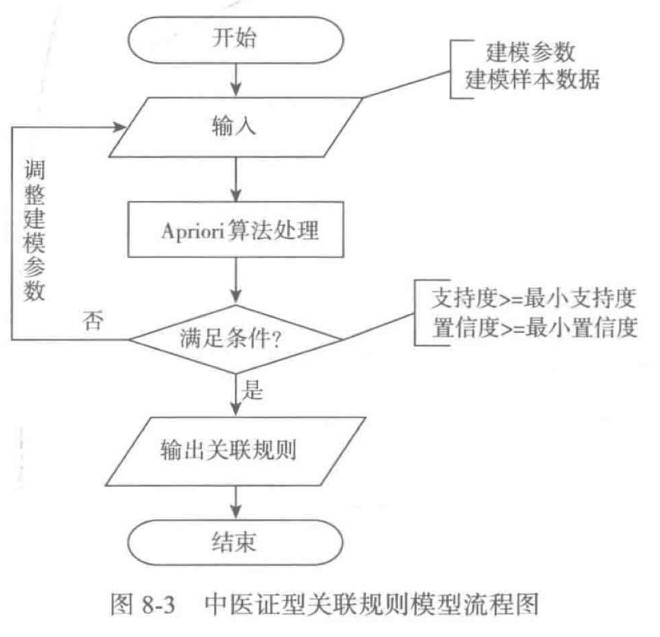 开始
建模参数
建模样本数据
输入
调整建模参数
Apriori算法处理
满足条件?
支持度>=最小支持度
置信度>=最小置信度
否
是
输出关联规则
结束
图 8-3 中医证型关联规则模型流程图